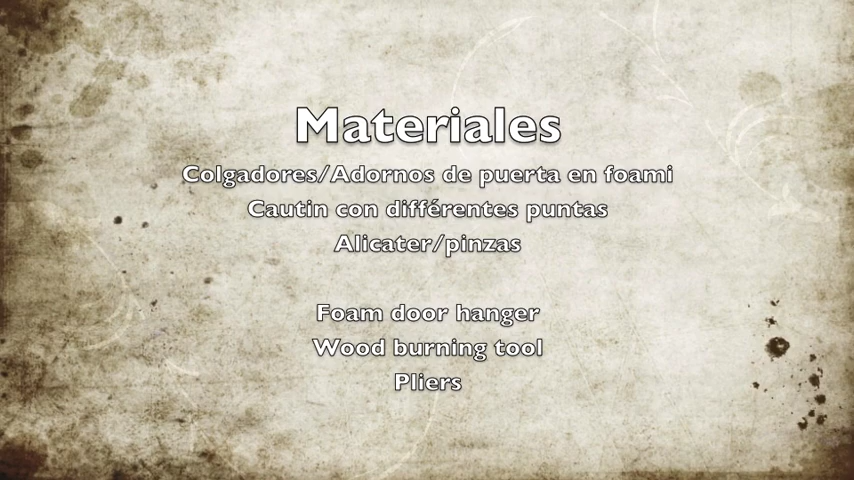 Materiales
Colgadores/Adornos de puerta en foami
Cautin con différentes puntas
Alicater/pinzas
Foam door hanger
Wood burning tool
Pliers